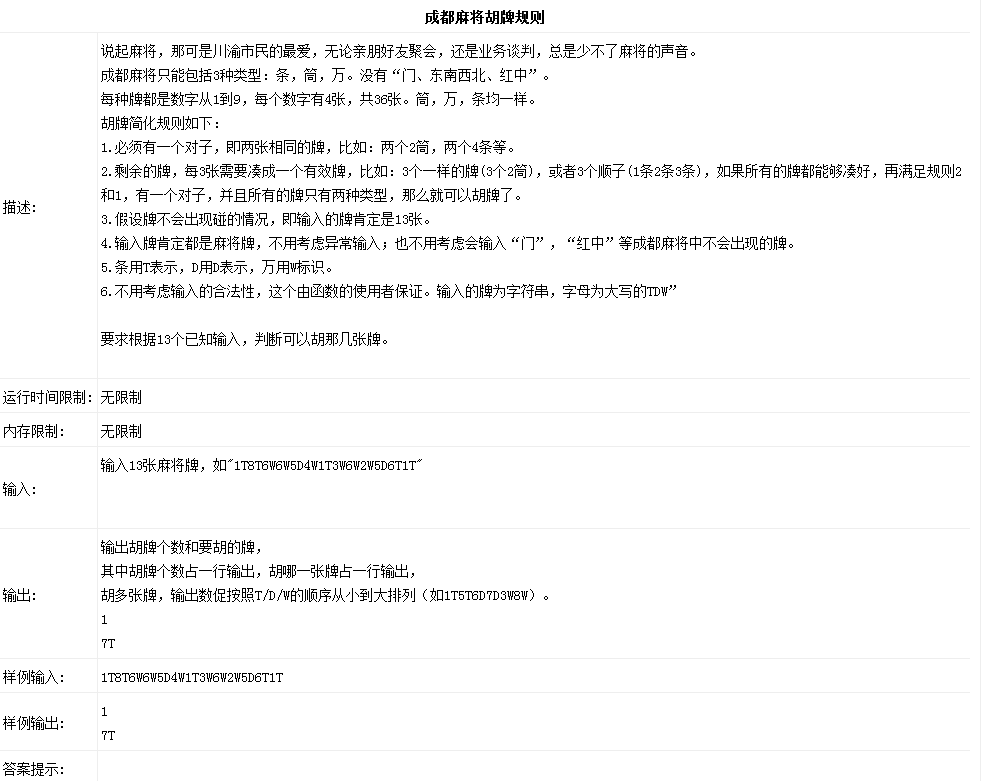 成都麻将胡牌规则
描述:
说起麻将，那可是川渝市民的最爱，无论亲朋好友聚会，还是业务谈判，总是少不了麻将的声音。
成都麻将只能包括3种类型：条，筒，万。没有“门、东南西北、红中”。
每种牌都是数字从1到9，每个数字有4张，共36张。筒，万，条均一样。
胡牌简化规则如下：
1.必须有一个对子，即两张相同的牌，比如：两个2筒，两个4条等。
2.剩余的牌，每3张需要凑成一个有效牌，比如：3个一样的牌(3个2筒)，或者3个顺子(1条2条3条)，如果所有的牌都能够凑好，再满足规则2
和1，有一个对子，并且所有的牌只有两种类型，那么就可以胡牌了。
3.假设牌不会出现碰的情况，即输入的牌肯定是13张。
4.输入牌肯定都是麻将牌，不用考虑异常输入；也不用考虑会输入“门”，“红中”等成都麻将中不会出现的牌。
5.条用T表示，D用D表示，万用W标识。
6.不用考虑输入的合法性，这个由函数的使用者保证。输入的牌为字符串，字母为大写的TDW”
要求根据13个已知输入，判断可以胡那几张牌。
运行时间限制: 无限制
内存限制: 无限制
输入:
输入13张麻将牌，如"1T8T6W6W5D4W1T3W6W2W5D6T1T"
输出:
输出胡牌个数和要胡的牌，
其中胡牌个数占一行输出，胡哪一张牌占一行输出，
胡多张牌，输出数促按照T/D/W的顺序从小到大排列（如1T5T6D7D3W8W）。
1
7T
样例输入: 1T8T6W6W5D4W1T3W6W2W5D6T1T
样例输出:
1
7T
答案提示: